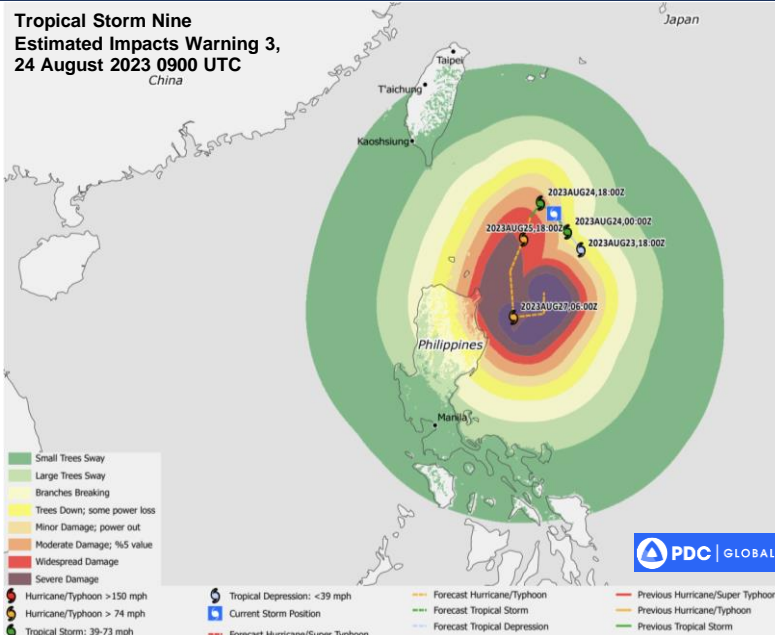 Tropical Storm Nine
Estimated Impacts Warning 3,
24 August 2023 0900 UTC
Japan
China
Taipei
T'aichung
Kaoshsiung
2023AUG24,18:00Z
2023AUG24,00:00Z
2023AUG25,18:00Z
2023AUG23,18:00Z
2023AUG27,06:00Z
Philippines
Manila
Small Trees Sway
Large Trees Sway
Branches Breaking
Trees Down; some power loss
Minor Damage; power out
Moderate Damage; %5 value
Widespread Damage
Severe Damage
PDC | GLOBAL
Hurricane/Typhoon >150 mph
Hurricane/Typhoon > 74 mph
Tropical Storm: 39-73 mph
Tropical Depression: <39 mph
Current Storm Position
Forecast Hurricane/Super Typhoon
Forecast Hurricane/Typhoon
Forecast Tropical Storm
Forecast Tropical Depression
Previous Hurricane/Super Typhoon
Previous Hurricane/Typhoon
Previous Tropical Storm